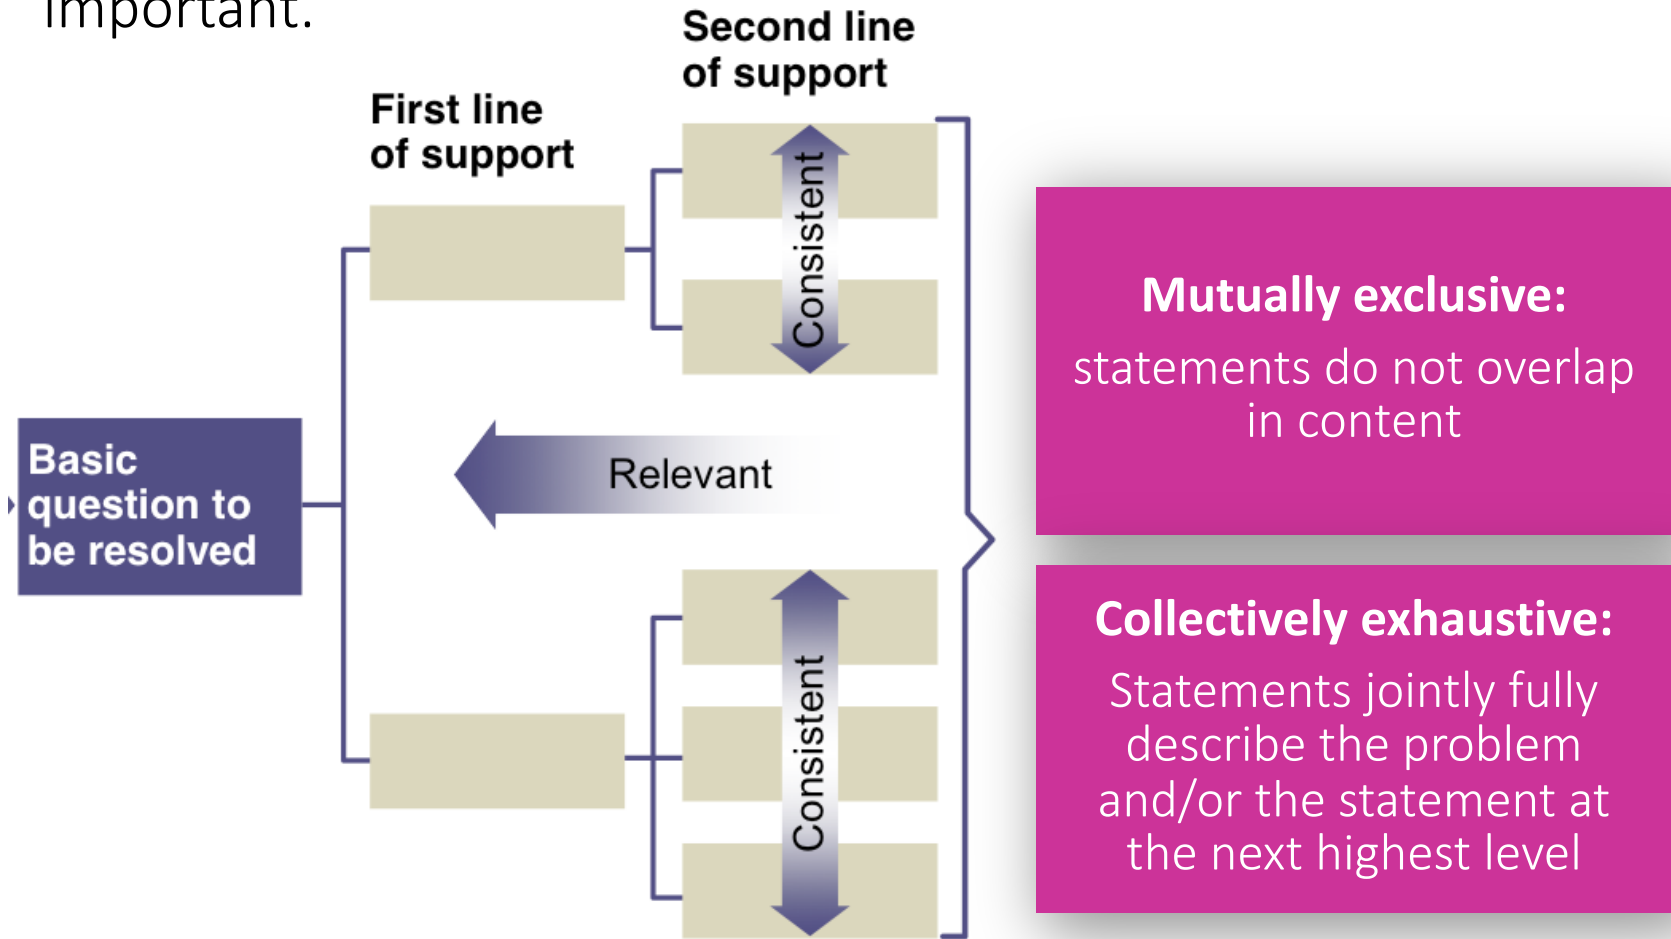 important.
Second line
of support
First line
of support
Consistent
Basic
question to
be resolved
Relevant
Consistent
Mutually exclusive:
statements do not overlap
in content
Collectively exhaustive:
Statements jointly fully
describe the problem
and/or the statement at
the next highest level